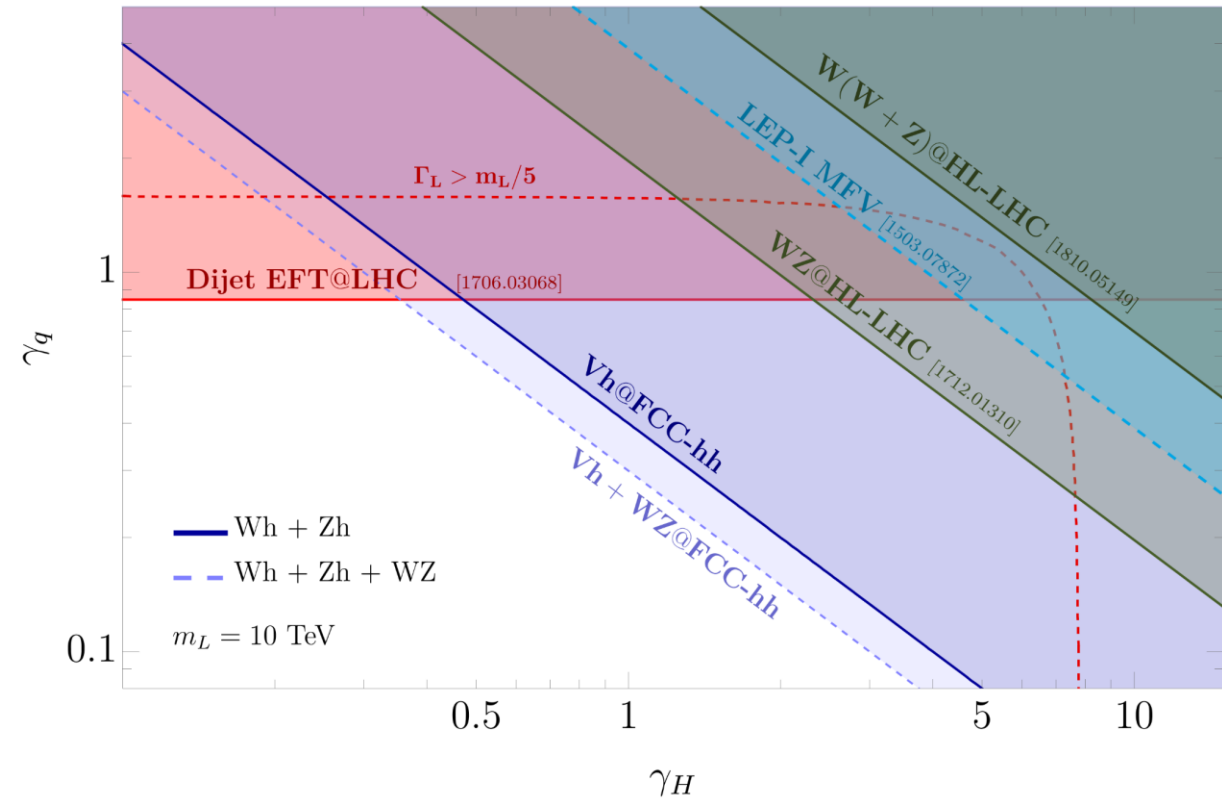 W(W + Z)@HL-LHC [1810.05149]
LEP-I MFV [1503.07872]
Γ_L > m_L/5
WZ@HL-LHC [1712.01310]
1
Dijet EFT@LHC [1706.03068]
γ_q
Vh@FCC-hh
Vh + WZ@FCC-hh
Wh + Zh
Wh + Zh + WZ
m_L = 10 TeV
0.1
0.5 1 5 10
γ_H